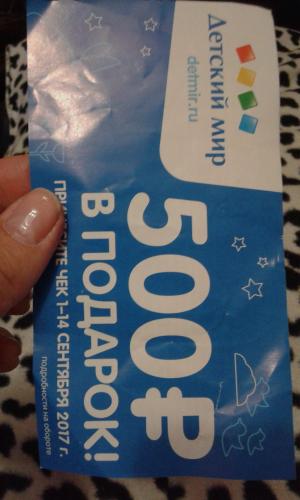 Детский мир
detmir.ru
500₽
В ПОДАРОК!
ЧЕК 1–14 СЕНТЯБРЯ 2017 г.
подробности на обороте